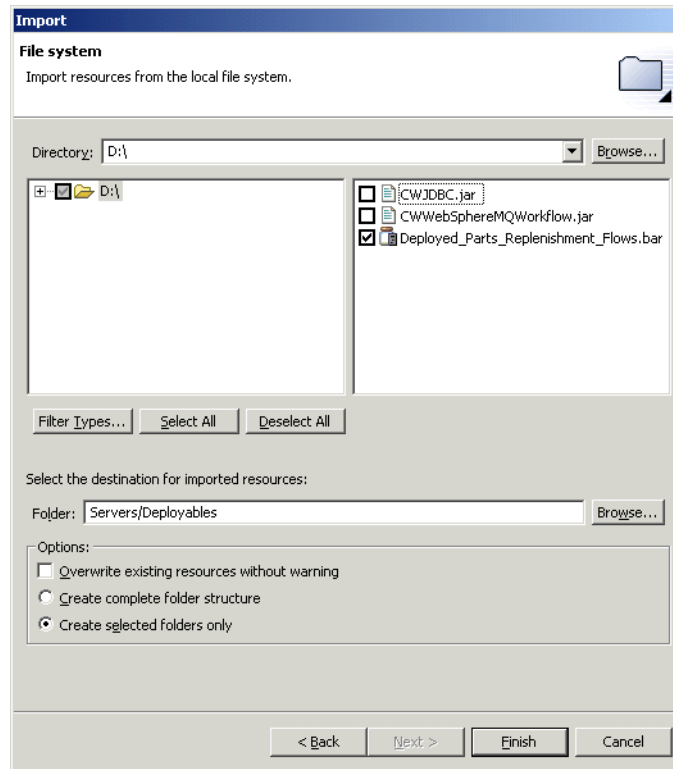 Import
File system
Import resources from the local file system.
Directory: D:\ Browse...
D:\
CWJDBC.jar
CWWebSphereMQWorkflow.jar
Deployed_Parts_Replenishment_Flows.bar
Filter Types... Select All Deselect All
Select the destination for imported resources:
Folder: Servers/Deployables Browse...
Options:
Overwrite existing resources without warning
Create complete folder structure
Create selected folders only
< Back Next > Finish Cancel